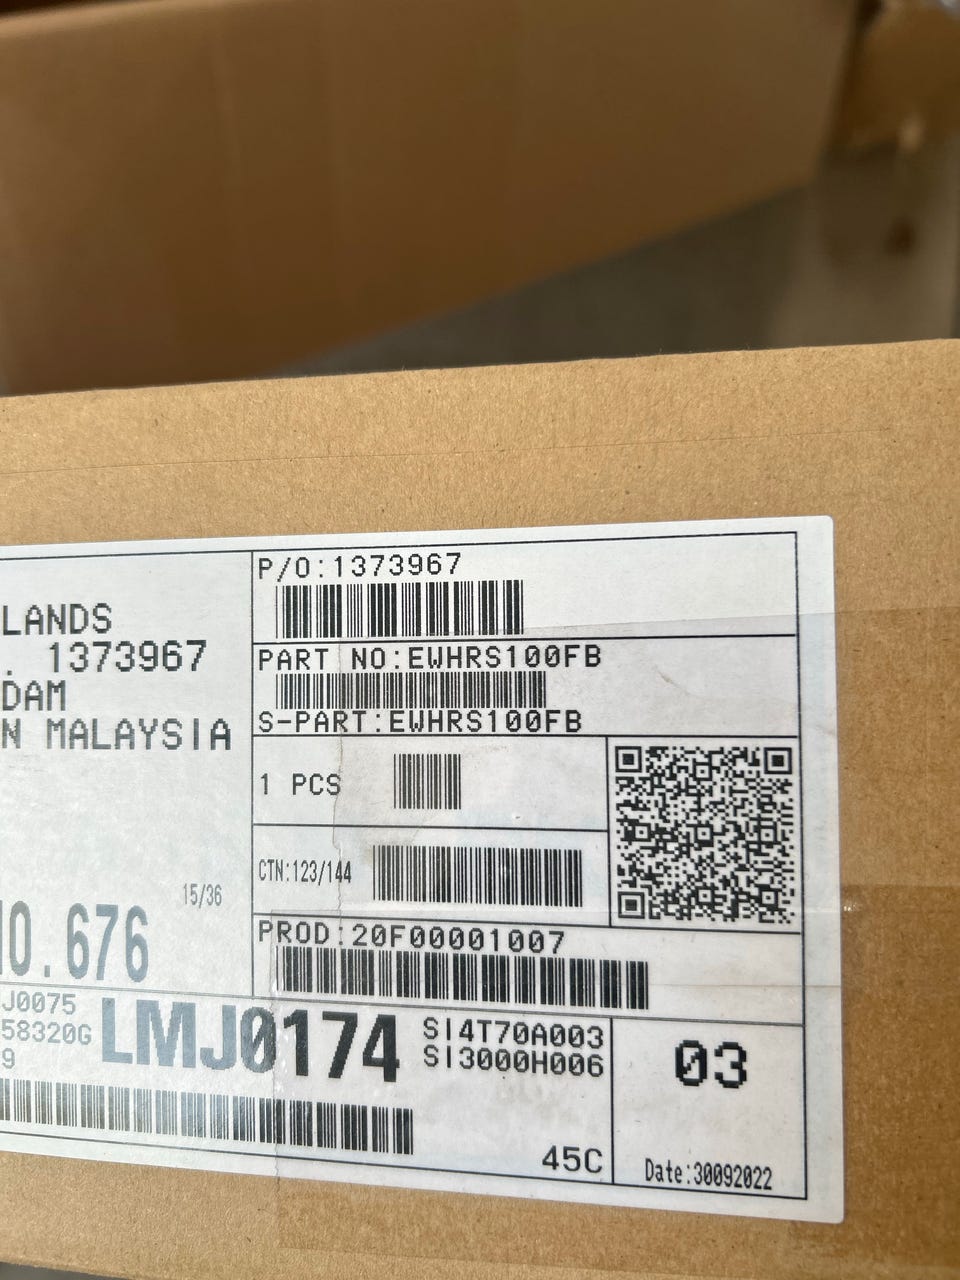 LANDS
. 1373967
DAM
N MALAYSIA
15/36
0.676
J0075
58320G
9
LMJ0174
SI4T70A003
SI3000H006
45C
P/O:1373967
PART NO:EWHRS100FB
S-PART:EWHRS100FB
1 PCS
CTN:123/144
PROD:20F00001007
03
Date:30092022